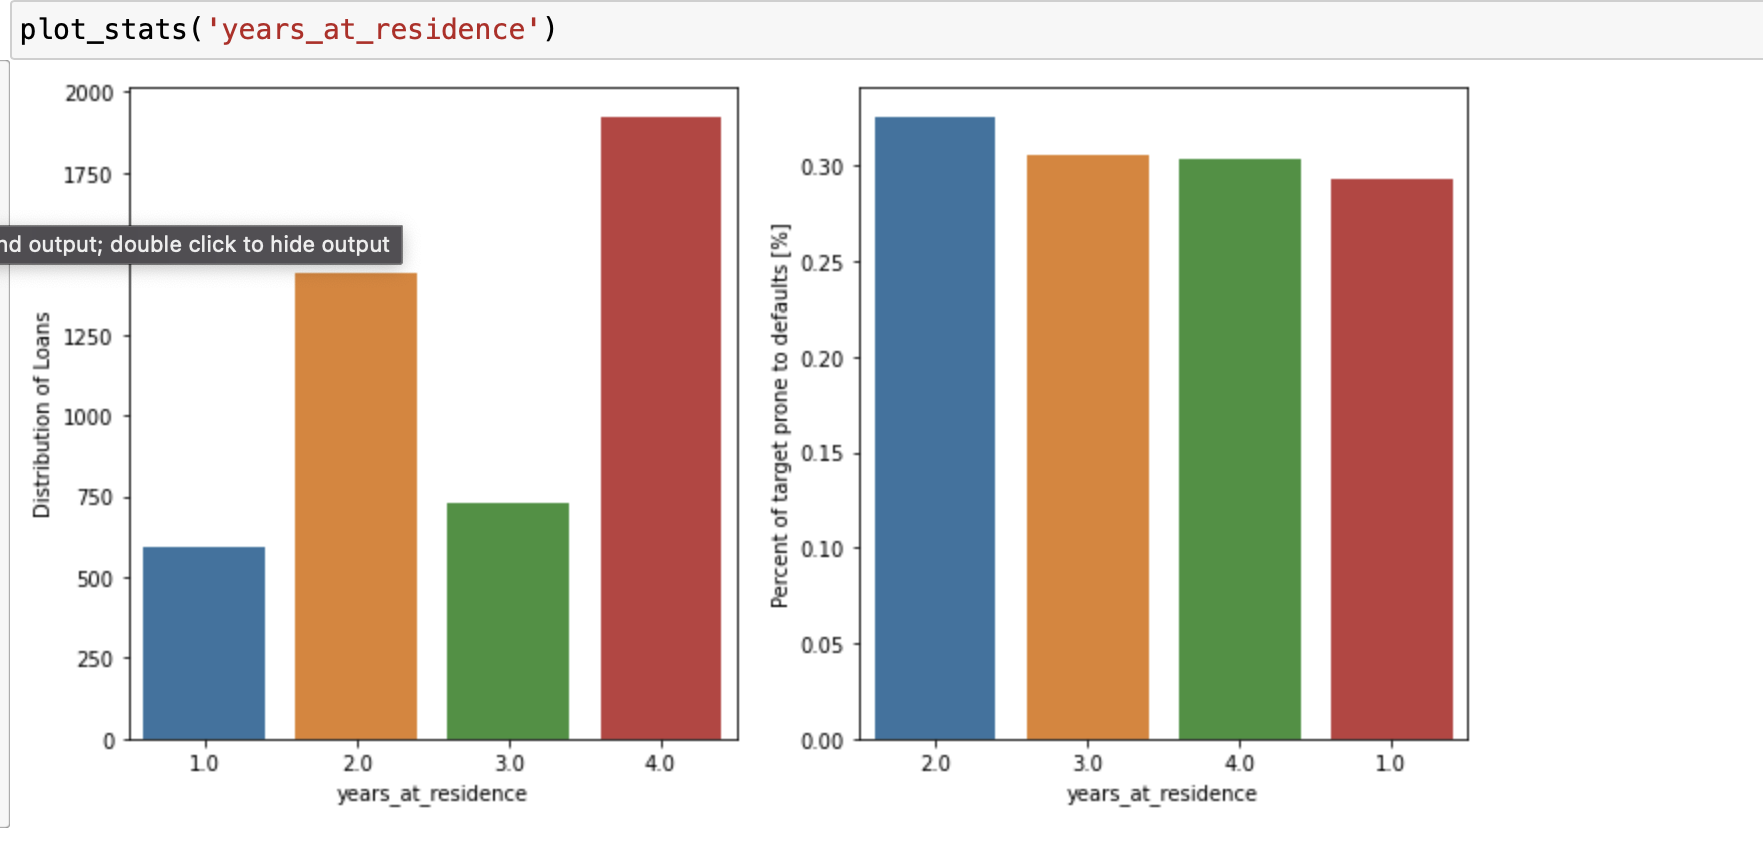 plot_stats('years_at_residence')
nd output; double click to hide output
Distribution of Loans
2000
1750
1250
1000
750
500
250
0
1.0 2.0 3.0 4.0
years_at_residence
Percent of target prone to defaults [%]
0.30
0.25
0.20
0.15
0.10
0.05
0.00
2.0 3.0 4.0 1.0
years_at_residence